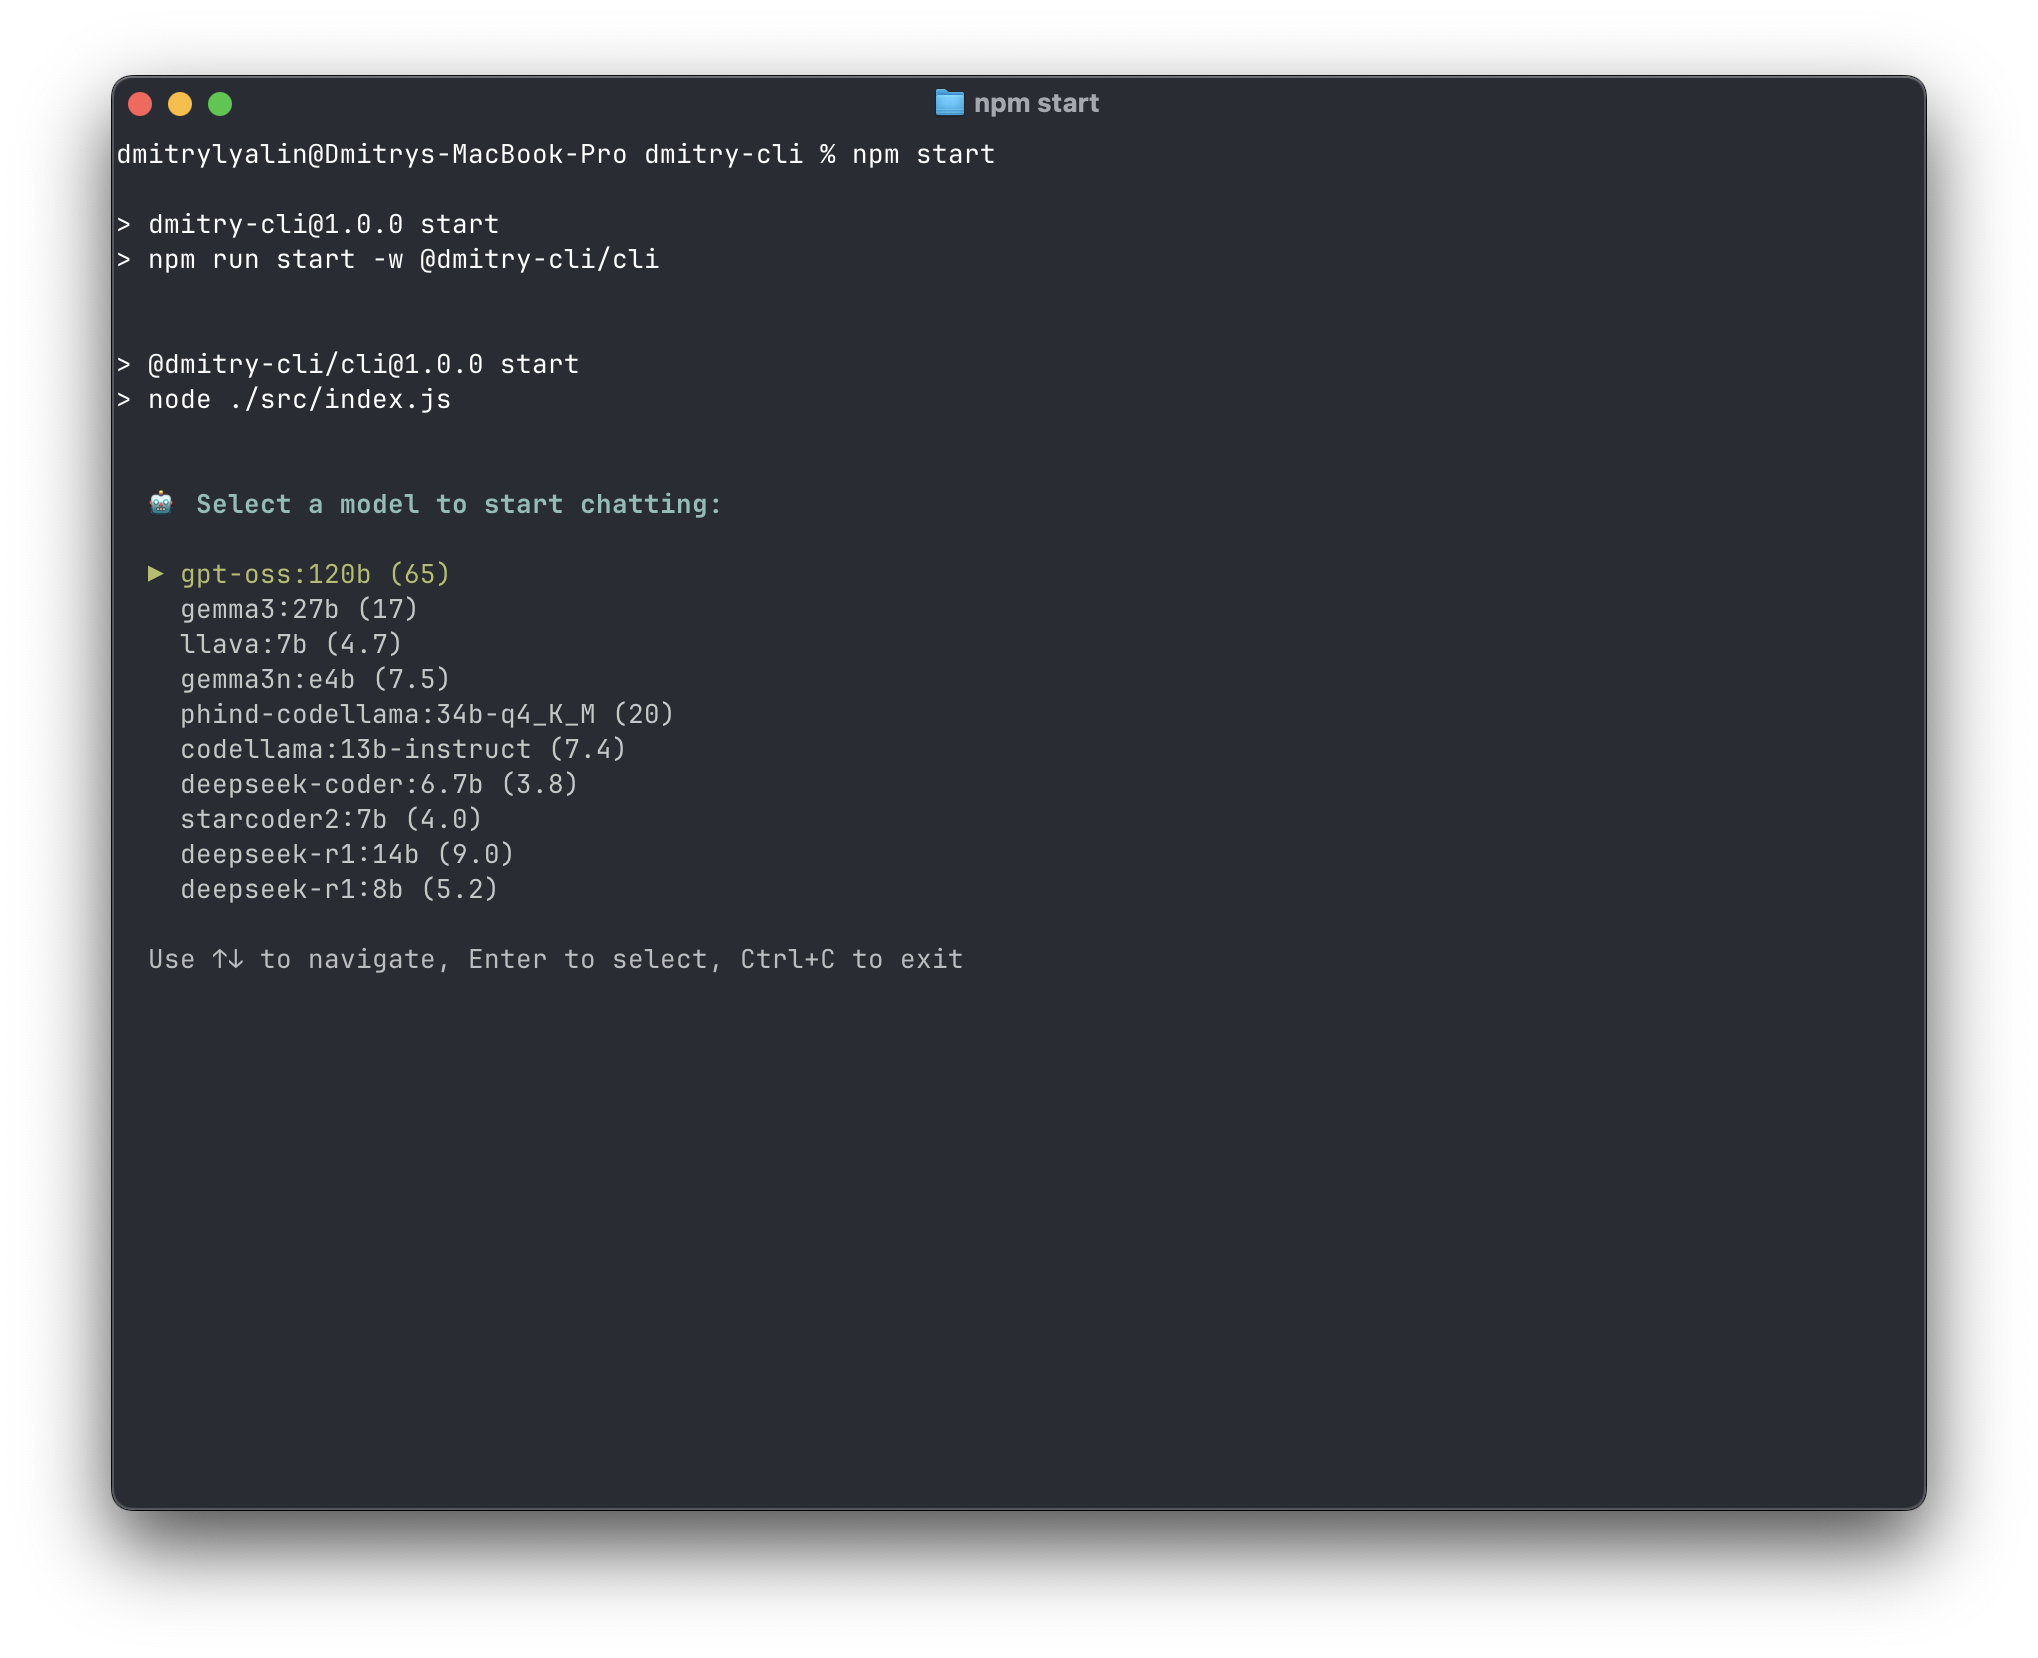 npm start
dmitrylyalin@Dmitrys-MacBook-Pro dmitry-cli % npm start
> dmitry-cli@1.0.0 start
> npm run start -w @dmitry-cli/cli
> @dmitry-cli/cli@1.0.0 start
> node ./src/index.js
🤖 Select a model to start chatting:
▶ gpt-oss:120b (65)
gemma3:27b (17)
llava:7b (4.7)
gemma3n:e4b (7.5)
phind-codellama:34b-q4_K_M (20)
codellama:13b-instruct (7.4)
deepseek-coder:6.7b (3.8)
starcoder2:7b (4.0)
deepseek-r1:14b (9.0)
deepseek-r1:8b (5.2)
Use ↑↓ to navigate, Enter to select, Ctrl+C to exit